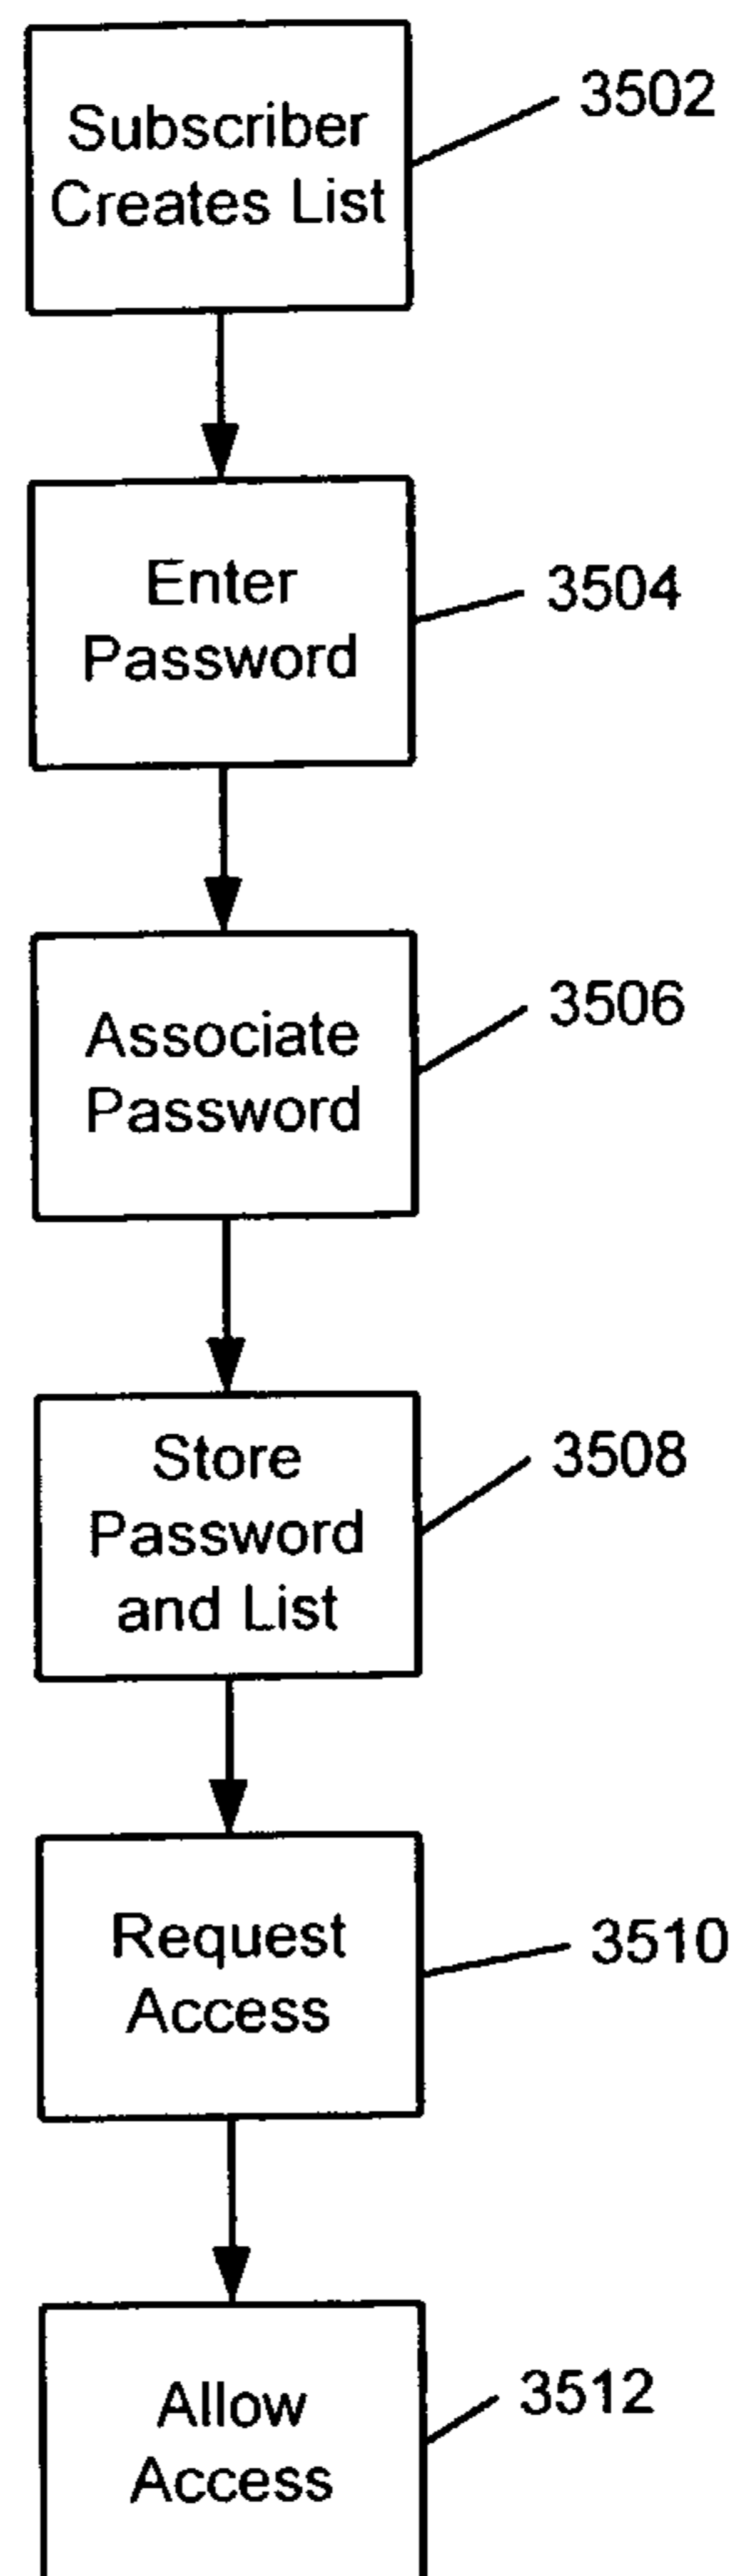 Subscriber
Creates List
3502
Enter
Password
3504
Associate
Password
3506
Store
Password
and List
3508
Request
Access
3510
Allow
Access
3512